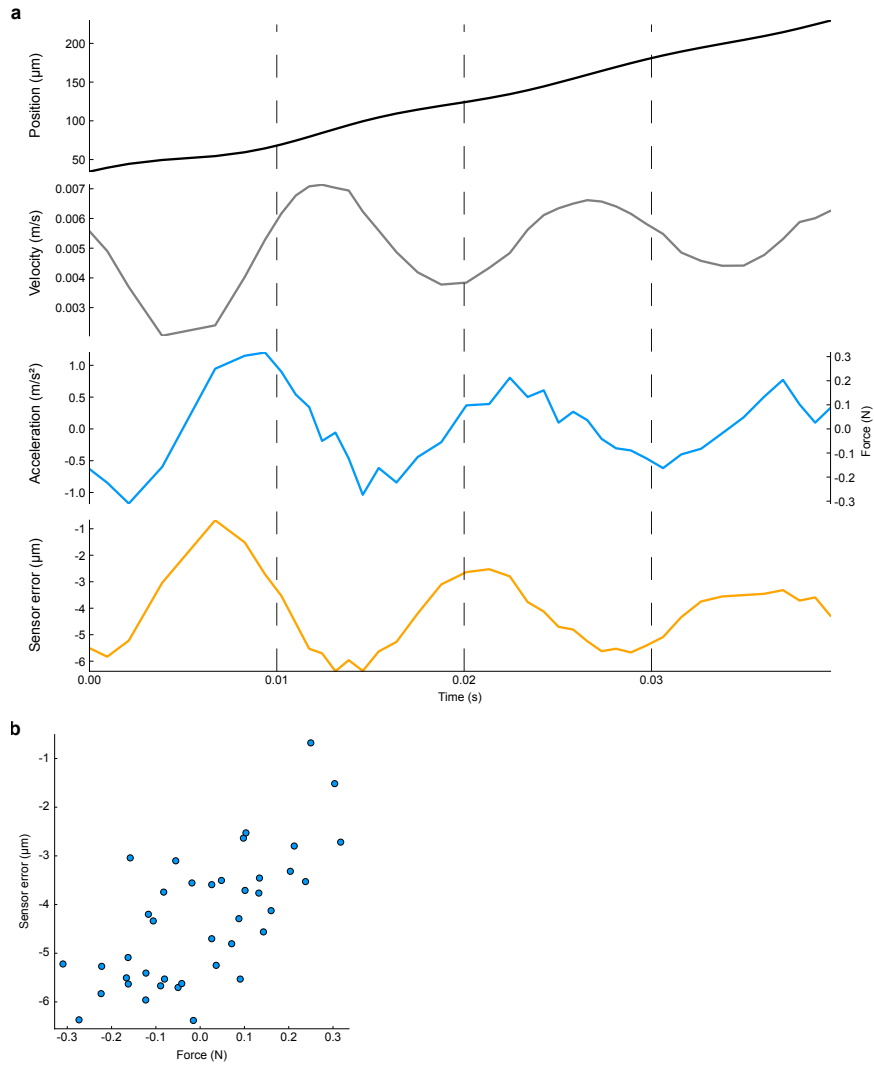 a
Position (µm)
200
150
100
50
Velocity (m/s)
0.007
0.006
0.005
0.004
0.003
Acceleration (m/s²)
1.0
0.5
0.0
-0.5
-1.0
0.3
0.2
0.1
0.0
-0.1
-0.2
-0.3
Force (N)
Sensor error (µm)
-1
-2
-3
-4
-5
-6
0.00 0.01 0.02 0.03
Time (s)
b
Sensor error (µm)
-1
-2
-3
-4
-5
-6
-0.3 -0.2 -0.1 0.0 0.1 0.2 0.3
Force (N)